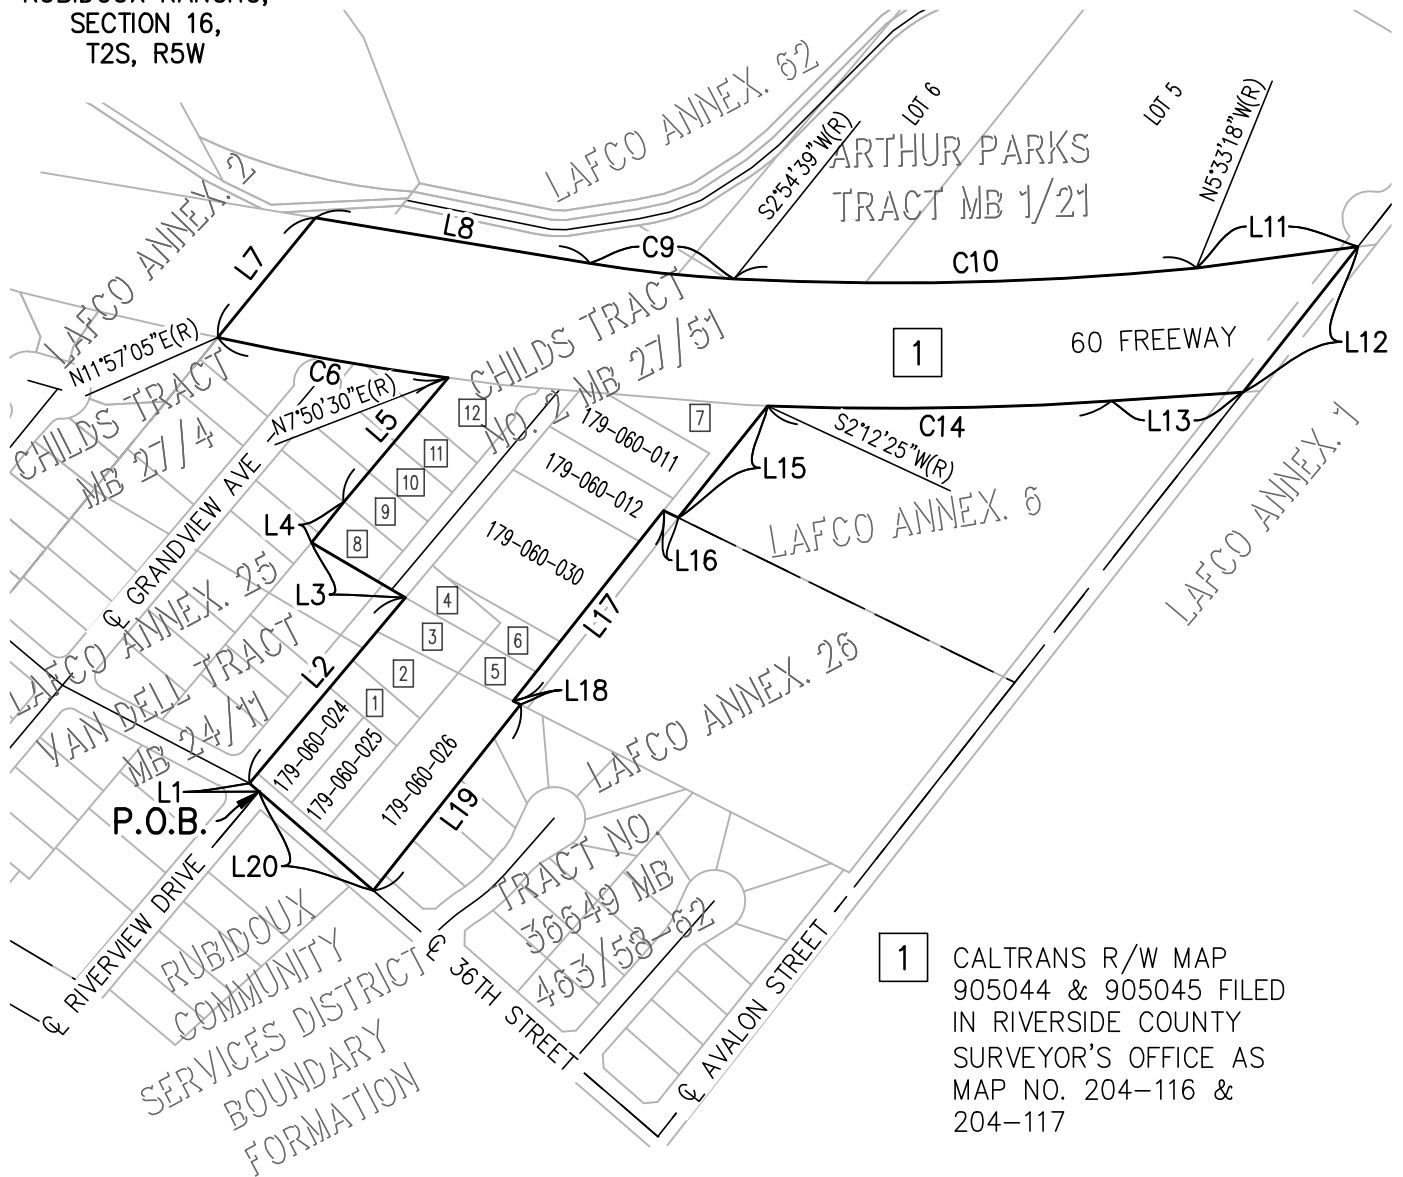 SECTION 16,
T2S, R5W
LAFCO ANNEX. 62
LOT 6
LOT 5
S2°54'39"W(R)
N5°33'18"W(R)
ARTHUR PARKS
TRACT MB 1/21
LAFCO ANNEX. 2
L7
L8
C9
C10
L11
L12
N11°57'05"E(R)
C6
N7°50'30"E(R)
L5
CHILDS TRACT
NO. 2 MB 27/51
1
60 FREEWAY
CHILDS TRACT
MB 27/4
12
11
10
9
8
7
179-060-011
179-060-012
179-060-030
C14
L13
S2°12'25"W(R)
L15
L16
LAFCO ANNEX. 6
LAFCO ANNEX. 1
L4
L3
℄ GRANDVIEW AVE
LAFCO ANNEX. 25
VAN DELL TRACT
MB 24/11
L2
4
3
2
1
6
5
L17
L18
LAFCO ANNEX. 26
179-060-024
179-060-025
179-060-026
L1
P.O.B.
L19
L20
℄ RIVERVIEW DRIVE
TRACT NO.
36649 MB
463/58-62
RUBIDOUX
COMMUNITY
SERVICES DISTRICT
BOUNDARY
FORMATION
℄ 36TH STREET
℄ AVALON STREET
1
CALTRANS R/W MAP
905044 & 905045 FILED
IN RIVERSIDE COUNTY
SURVEYOR'S OFFICE AS
MAP NO. 204-116 &
204-117